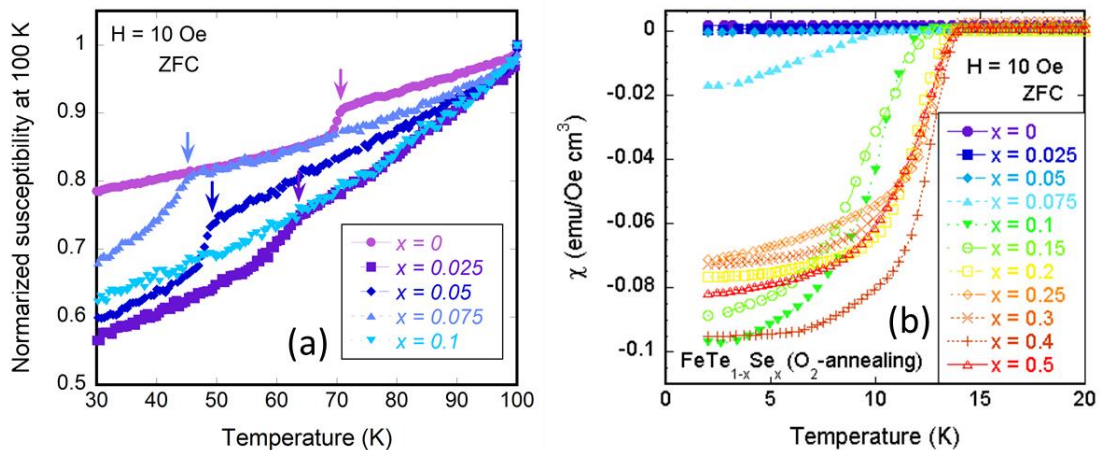 H = 10 Oe
ZFC
Normarized susceptibility at 100 K
1
0.9
0.8
0.7
0.6
0.5
x = 0
x = 0.025
x = 0.05
x = 0.075
x = 0.1
(a)
30 40 50 60 70 80 90 100
Temperature (K)
χ (emu/Oe cm³)
0
-0.02
-0.04
-0.06
-0.08
-0.1
H = 10 Oe
ZFC
x = 0
x = 0.025
x = 0.05
x = 0.075
x = 0.1
x = 0.15
x = 0.2
x = 0.25
x = 0.3
x = 0.4
x = 0.5
(b)
FeTe₁₋ₓSeₓ (O₂-annealing)
0 5 10 15 20
Temperature (K)